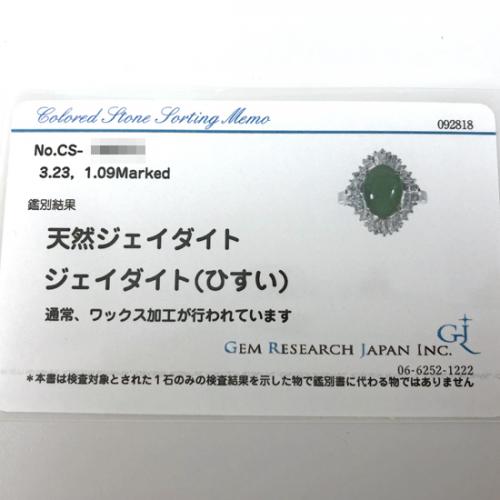 Colored Stone Sorting Memo
092818
No.CS-
3.23, 1.09Marked
鑑別結果
天然ジェイダイト
ジェイダイト(ひすい)
通常、ワックス加工が行われています
GJ
GEM RESEARCH JAPAN INC.
06-6252-1222
*本書は検査対象とされた1石のみの検査結果を示した物で鑑別書に代わる物ではありません